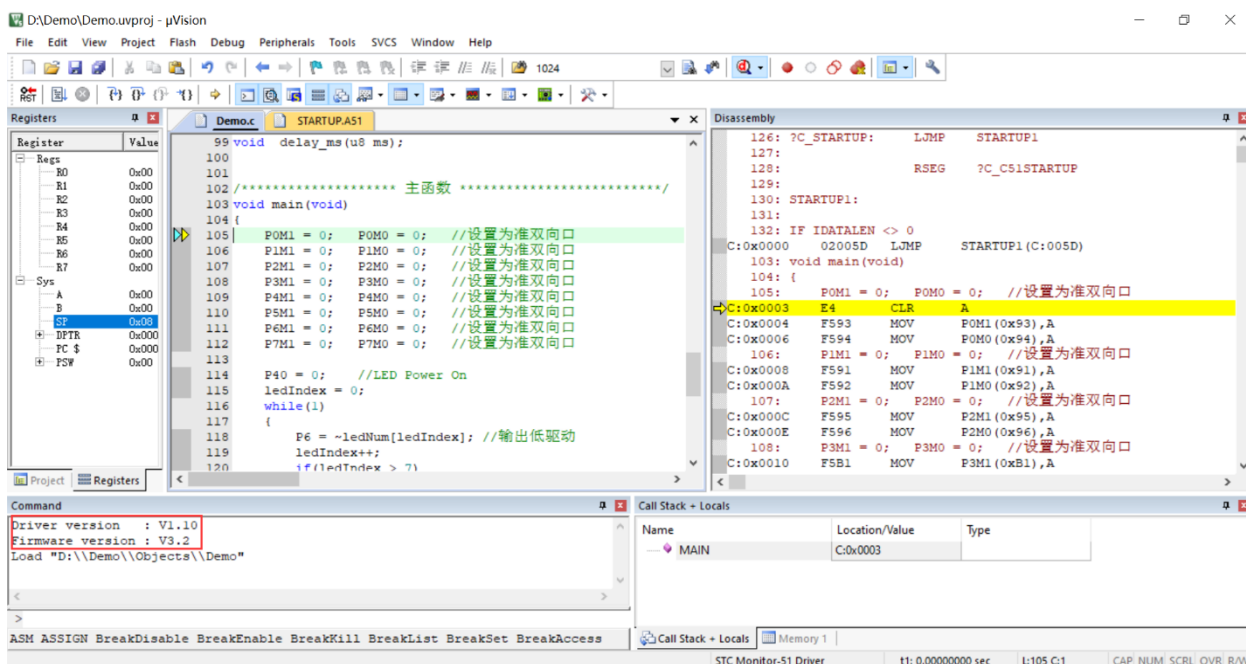 D:\Demo\Demo.uvproj - µVision
File Edit View Project Flash Debug Peripherals Tools SVCS Window Help
1024
RST
Registers
Register Value
Regs
R0 0x00
R1 0x00
R2 0x00
R3 0x00
R4 0x00
R5 0x00
R6 0x00
R7 0x00
Sys
A 0x00
B 0x00
SP 0x08
DPTR 0x000
PC $ 0x000
PSW 0x00
Project Registers
Demo.c STARTUP.A51
99 void delay_ms(u8 ms);
100
101
102 /******************** 主函数 **************************/
103 void main(void)
104 {
105 P0M1 = 0; P0M0 = 0; //设置为准双向口
106 P1M1 = 0; P1M0 = 0; //设置为准双向口
107 P2M1 = 0; P2M0 = 0; //设置为准双向口
108 P3M1 = 0; P3M0 = 0; //设置为准双向口
109 P4M1 = 0; P4M0 = 0; //设置为准双向口
110 P5M1 = 0; P5M0 = 0; //设置为准双向口
111 P6M1 = 0; P6M0 = 0; //设置为准双向口
112 P7M1 = 0; P7M0 = 0; //设置为准双向口
113
114 P40 = 0; //LED Power On
115 ledIndex = 0;
116 while(1)
117 {
118 P6 = ~ledNum[ledIndex]; //输出低驱动
119 ledIndex++;
120 if(ledIndex > 7)
Disassembly
126: ?C_STARTUP: LJMP STARTUP1
127:
128: RSEG ?C_C51STARTUP
129:
130: STARTUP1:
131:
132: IF IDATALEN <> 0
C:0x0000 02005D LJMP STARTUP1(C:005D)
103: void main(void)
104: {
105: P0M1 = 0; P0M0 = 0; //设置为准双向口
C:0x0003 E4 CLR A
C:0x0004 F593 MOV P0M1(0x93),A
C:0x0006 F594 MOV P0M0(0x94),A
106: P1M1 = 0; P1M0 = 0; //设置为准双向口
C:0x0008 F591 MOV P1M1(0x91),A
C:0x000A F592 MOV P1M0(0x92),A
107: P2M1 = 0; P2M0 = 0; //设置为准双向口
C:0x000C F595 MOV P2M1(0x95),A
C:0x000E F596 MOV P2M0(0x96),A
108: P3M1 = 0; P3M0 = 0; //设置为准双向口
C:0x0010 F5B1 MOV P3M1(0xB1),A
Command
Driver version : V1.10
Firmware version : V3.2
Load "D:\\Demo\\Objects\\Demo"
>
ASM ASSIGN BreakDisable BreakEnable BreakKill BreakList BreakSet BreakAccess
Call Stack + Locals
Name Location/Value Type
MAIN C:0x0003
Call Stack + Locals Memory 1
STC Monitor-51 Driver t1: 0.00000000 sec L:105 C:1 CAP NUM SCRL OVR R/W